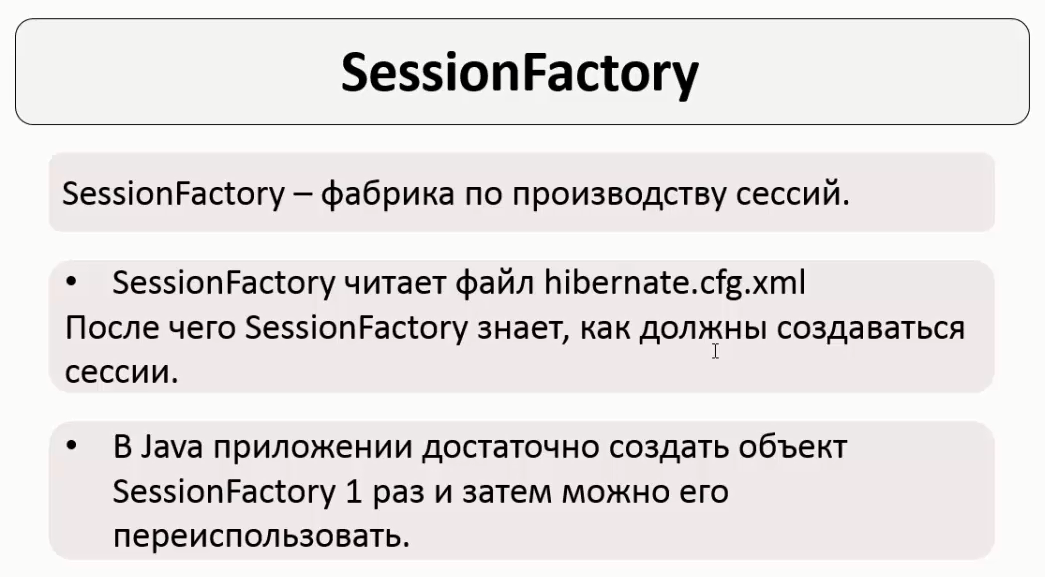 SessionFactory
SessionFactory – фабрика по производству сессий.
• SessionFactory читает файл hibernate.cfg.xml
После чего SessionFactory знает, как должны создаваться
сессии.
• В Java приложении достаточно создать объект
SessionFactory 1 раз и затем можно его
переиспользовать.